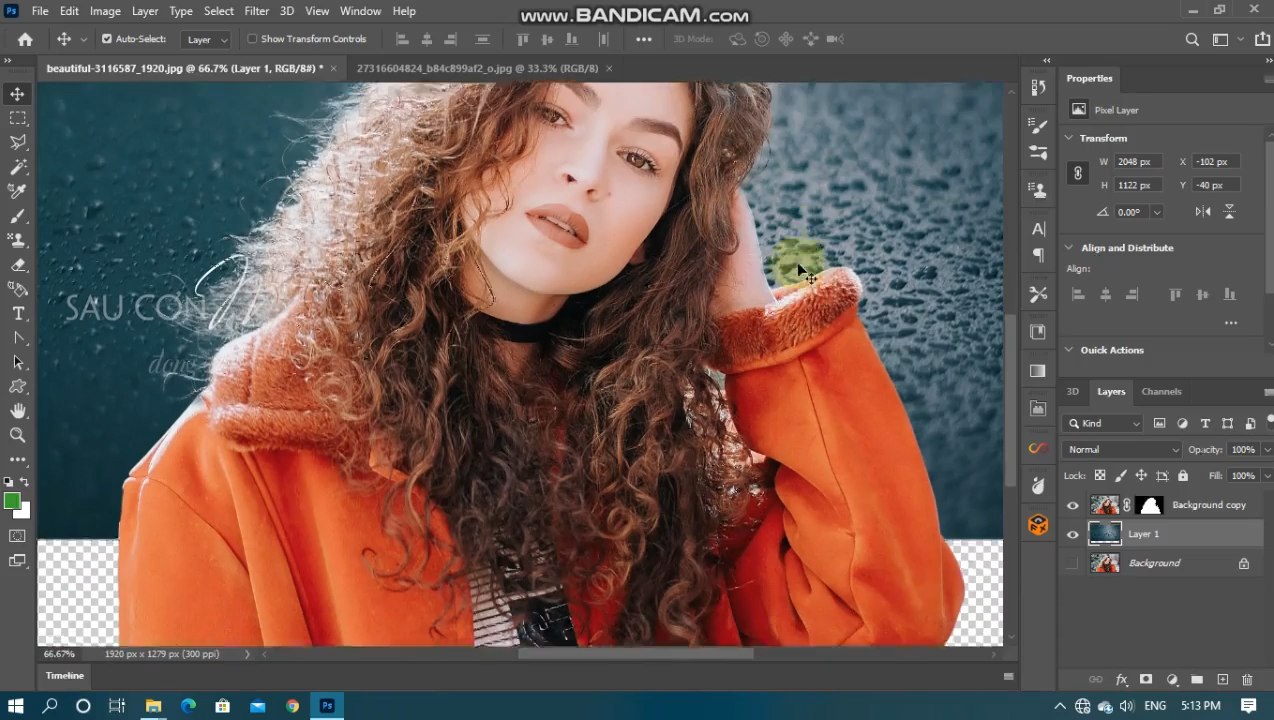 www.BANDICAM.com
Ps File Edit Image Layer Type Select Filter 3D View Window Help
Auto-Select: Layer Show Transform Controls 3D Mode:
beautiful-3116587_1920.jpg @ 66.7% (Layer 1, RGB/8#) * 27316604824_b84c899af2_o.jpg @ 33.3% (RGB/8)
Properties
Pixel Layer
Transform
W 2048 px X -102 px
H 1122 px Y -40 px
0.00°
Align and Distribute
Align:
Quick Actions
SAU CON
3D Layers Channels
Kind
Normal Opacity: 100%
Lock: Fill: 100%
Background copy
Layer 1
Background
66.67% 1920 px x 1279 px (300 ppi)
Timeline
ENG 5:13 PM